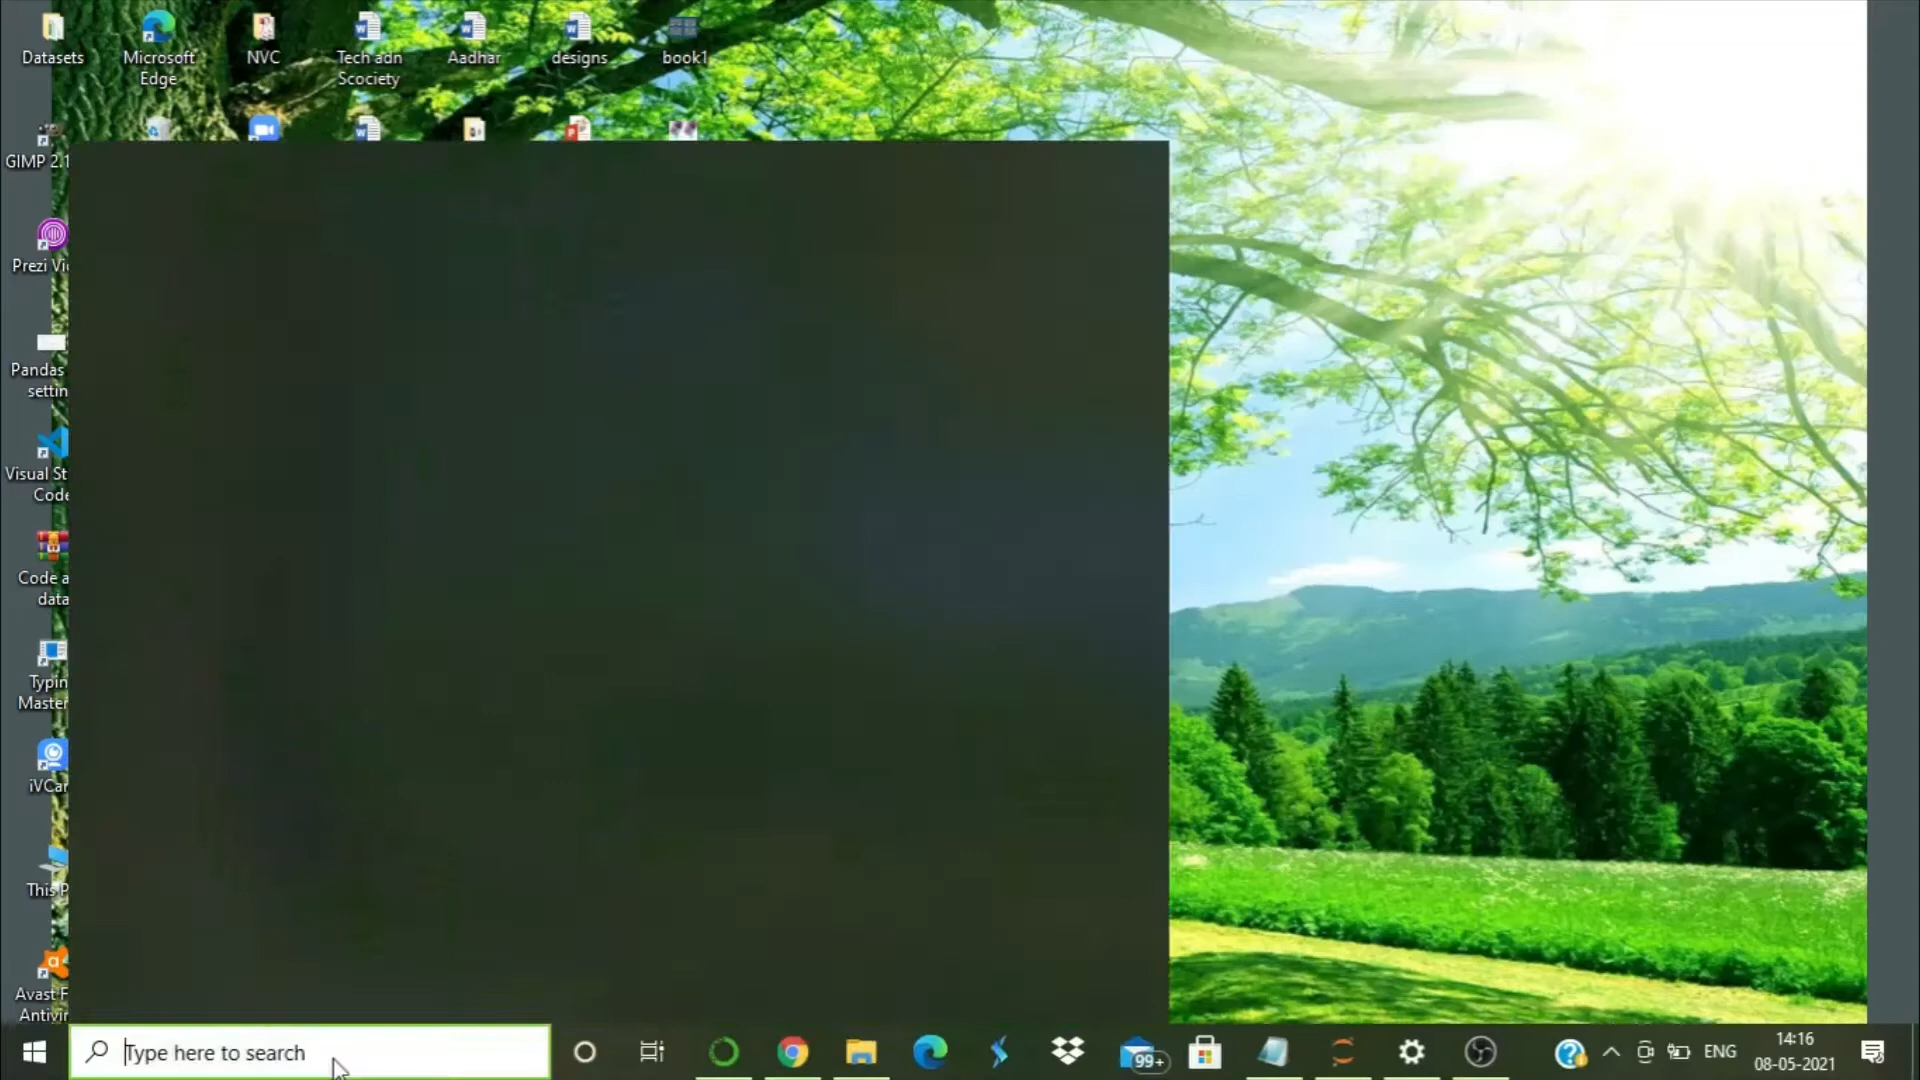 Datasets
Microsoft
Edge
NVC
Tech adn
Scociety
Aadhar
designs
book1
GIMP 2.1
Prezi Vi
Pandas
settin
Visual St
Code
Code a
data
Typin
Master
iVCar
This P
Avast F
Antivir
Type here to search
99+
ENG
14:16
08-05-2021